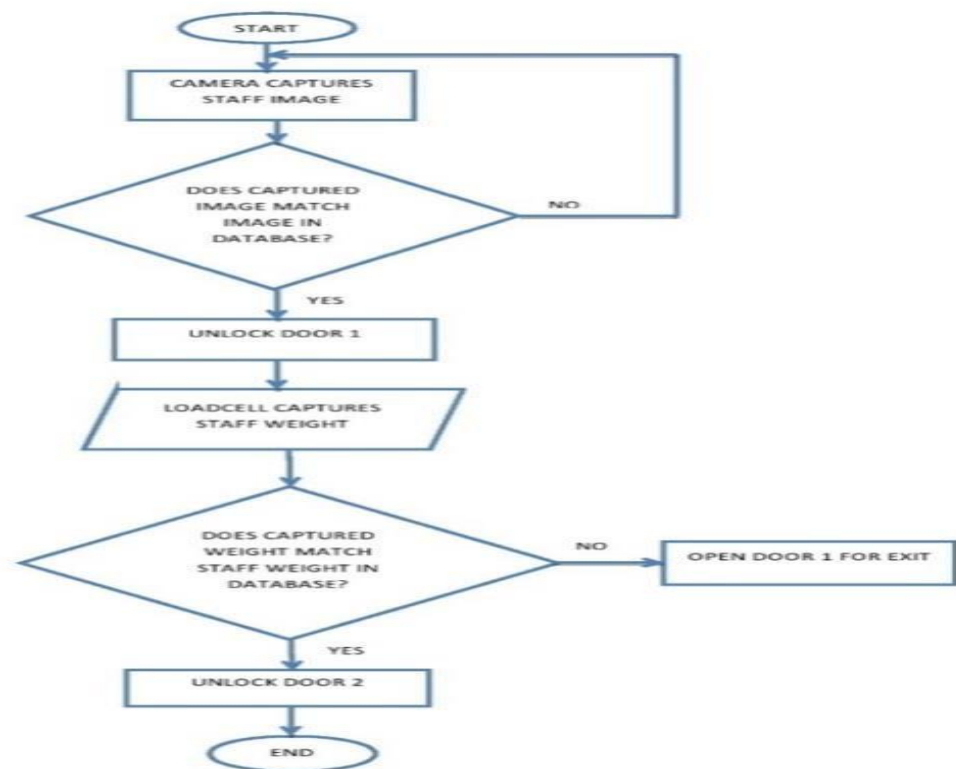 START
CAMERA CAPTURES
STAFF IMAGE
DOES CAPTURED
IMAGE MATCH
IMAGE IN
DATABASE?
NO
YES
UNLOCK DOOR 1
LOADCELL CAPTURES
STAFF WEIGHT
DOES CAPTURED
WEIGHT MATCH
STAFF WEIGHT IN
DATABASE?
NO
OPEN DOOR 1 FOR EXIT
YES
UNLOCK DOOR 2
END